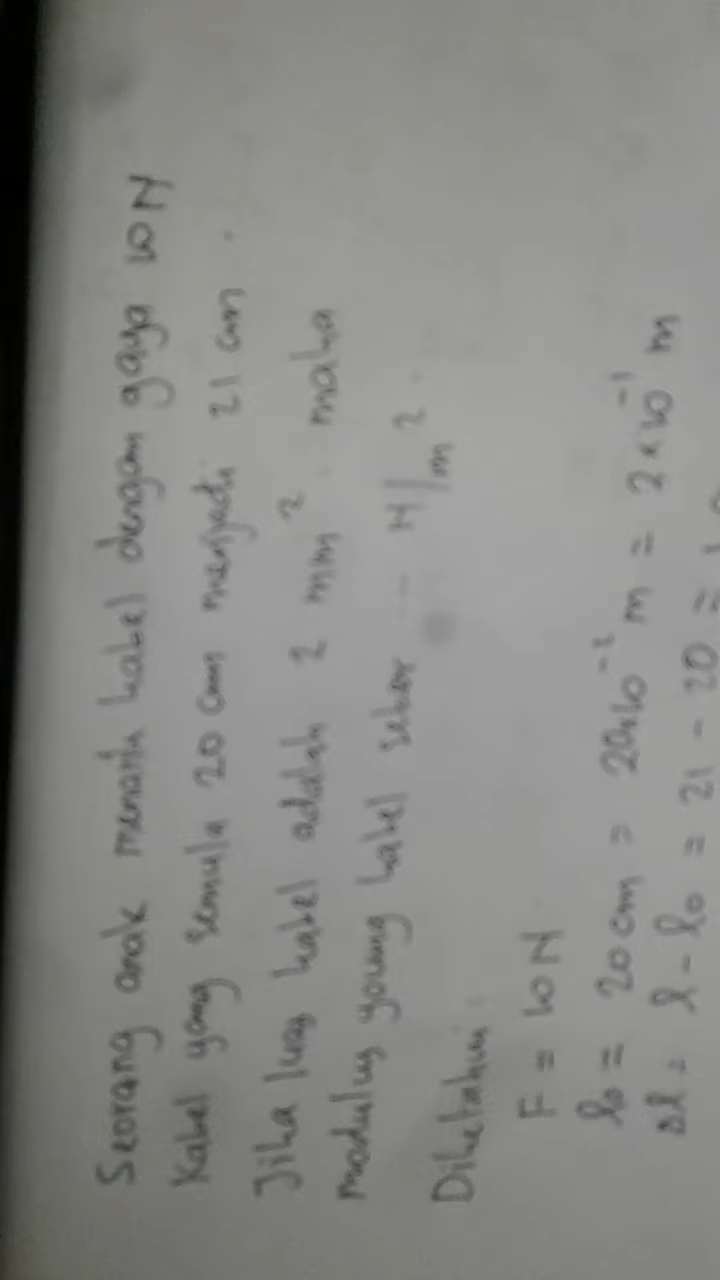 Seorang anak menarik kabel dengan gaya 10 N
Kabel yang semula 20 cm menjadi 21 cm.
Jika luas kabel adalah 2 mm² maka
modulus young kabel sebsr ... N/m².
Diketahui:
F = 10 N
l₀ = 20 cm = 20×10⁻² m = 2×10⁻¹ m
Δl = l - l₀ = 21 - 20 =